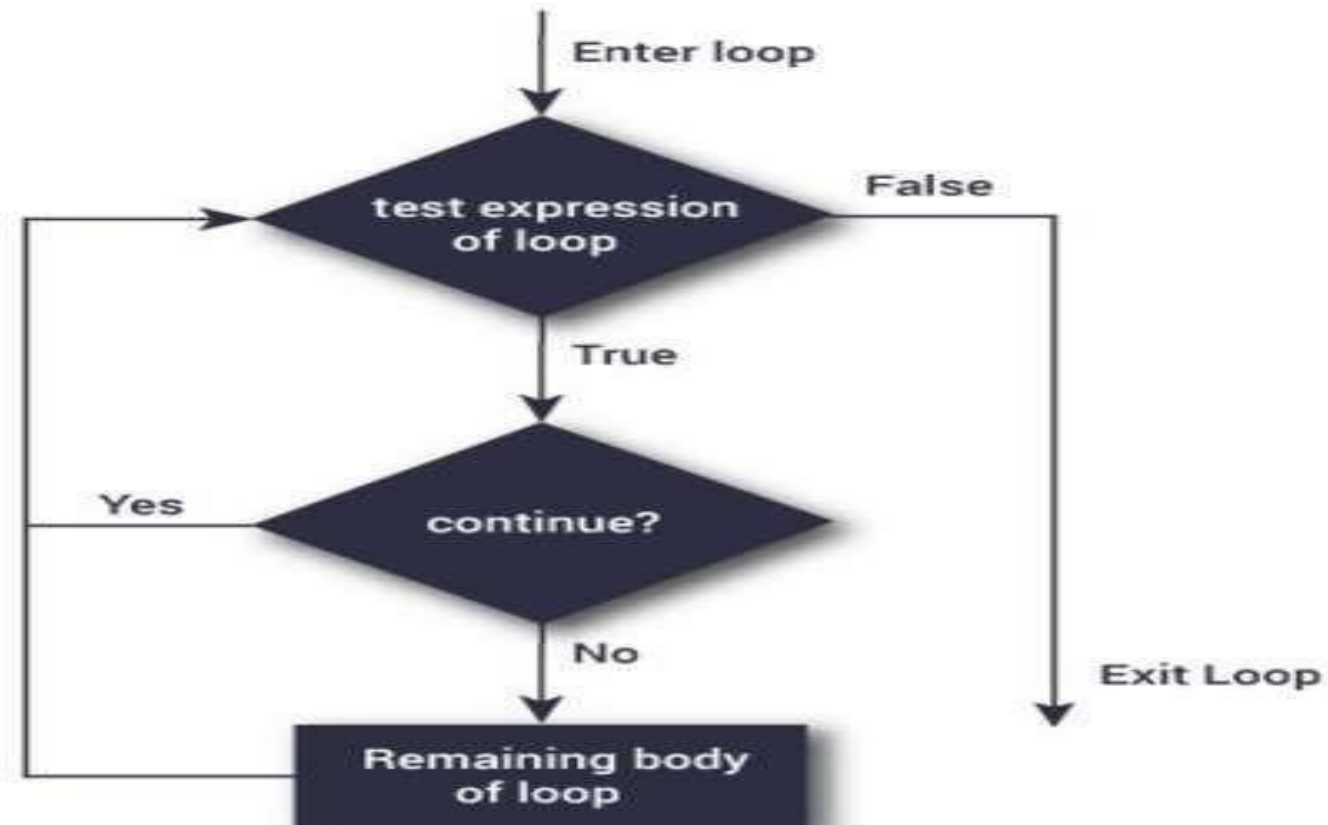 Enter loop
test expression
of loop
False
True
Yes
continue?
No
Exit Loop
Remaining body
of loop